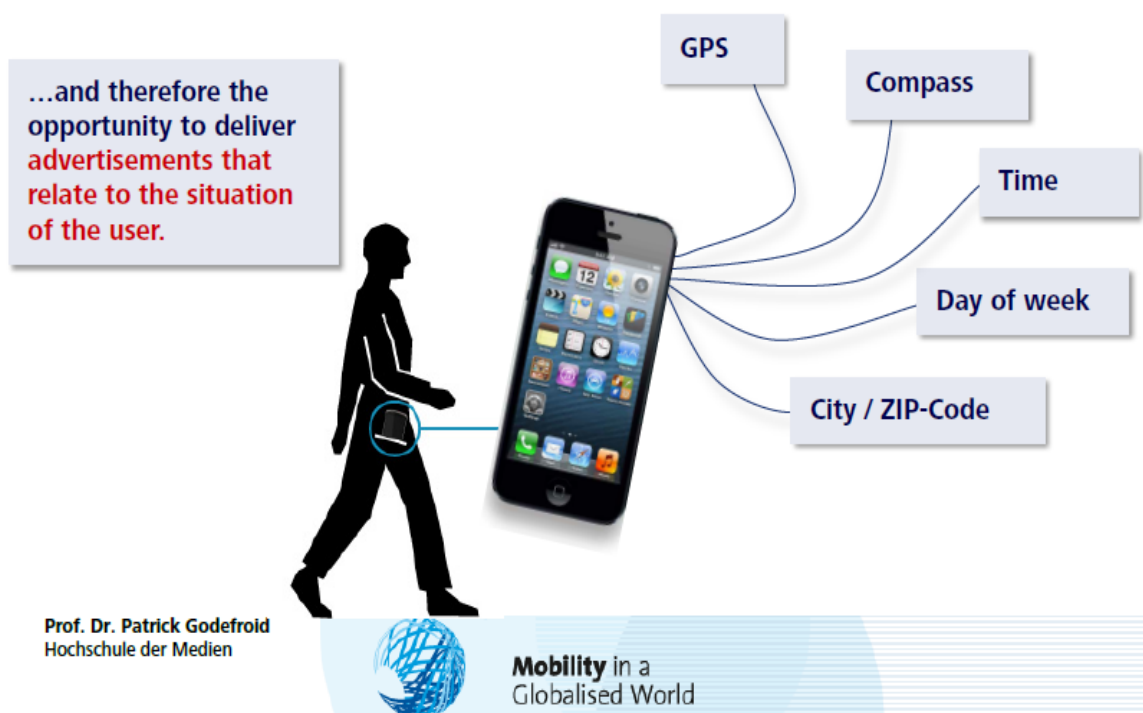 …and therefore the
opportunity to deliver
advertisements that
relate to the situation
of the user.
GPS
Compass
Time
Day of week
City / ZIP-Code
12
Prof. Dr. Patrick Godefroid
Hochschule der Medien
Mobility in a
Globalised World